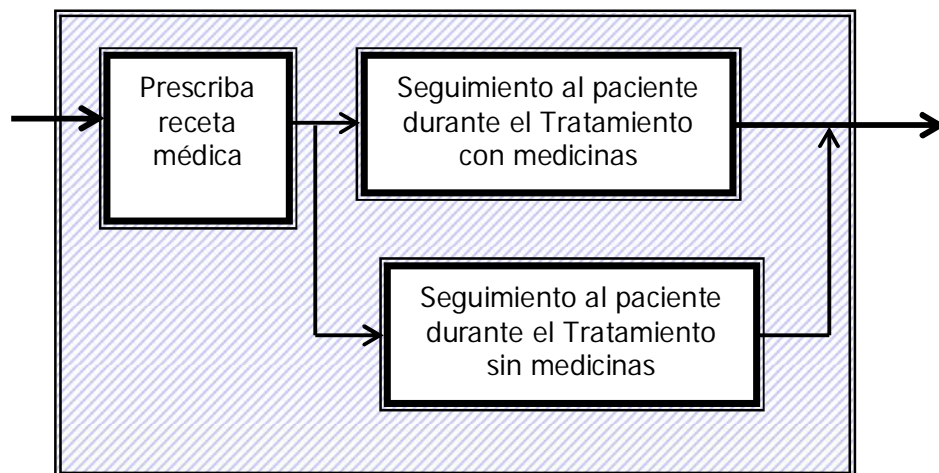 Prescriba
receta
médica
Seguimiento al paciente
durante el Tratamiento
con medicinas
Seguimiento al paciente
durante el Tratamiento
sin medicinas